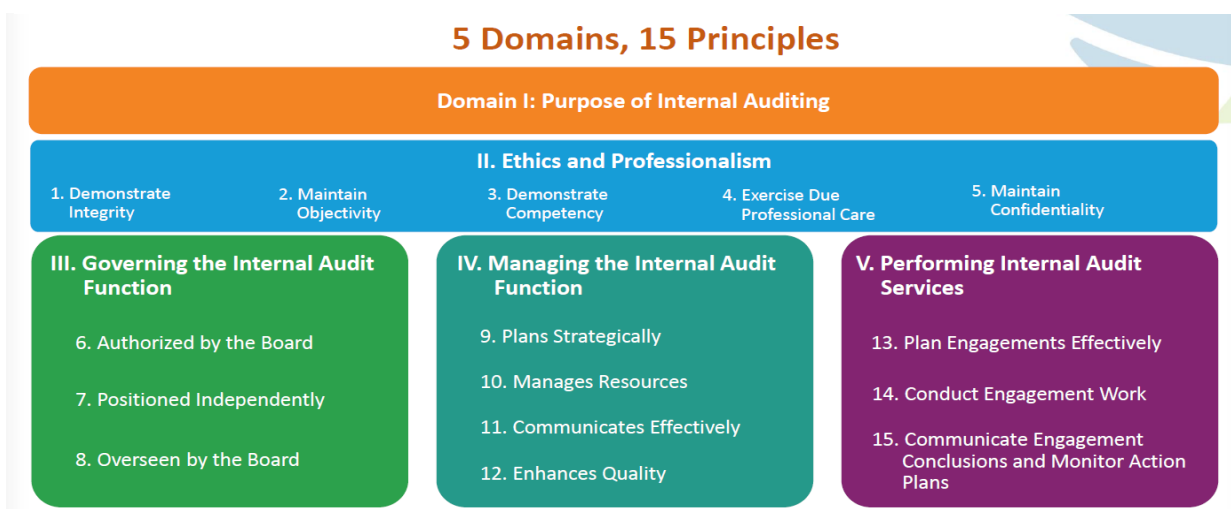 5 Domains, 15 Principles
Domain I: Purpose of Internal Auditing
II. Ethics and Professionalism
1. Demonstrate
Integrity
2. Maintain
Objectivity
3. Demonstrate
Competency
4. Exercise Due
Professional Care
5. Maintain
Confidentiality
III. Governing the Internal Audit
Function
6. Authorized by the Board
7. Positioned Independently
8. Overseen by the Board
IV. Managing the Internal Audit
Function
9. Plans Strategically
10. Manages Resources
11. Communicates Effectively
12. Enhances Quality
V. Performing Internal Audit
Services
13. Plan Engagements Effectively
14. Conduct Engagement Work
15. Communicate Engagement
Conclusions and Monitor Action
Plans